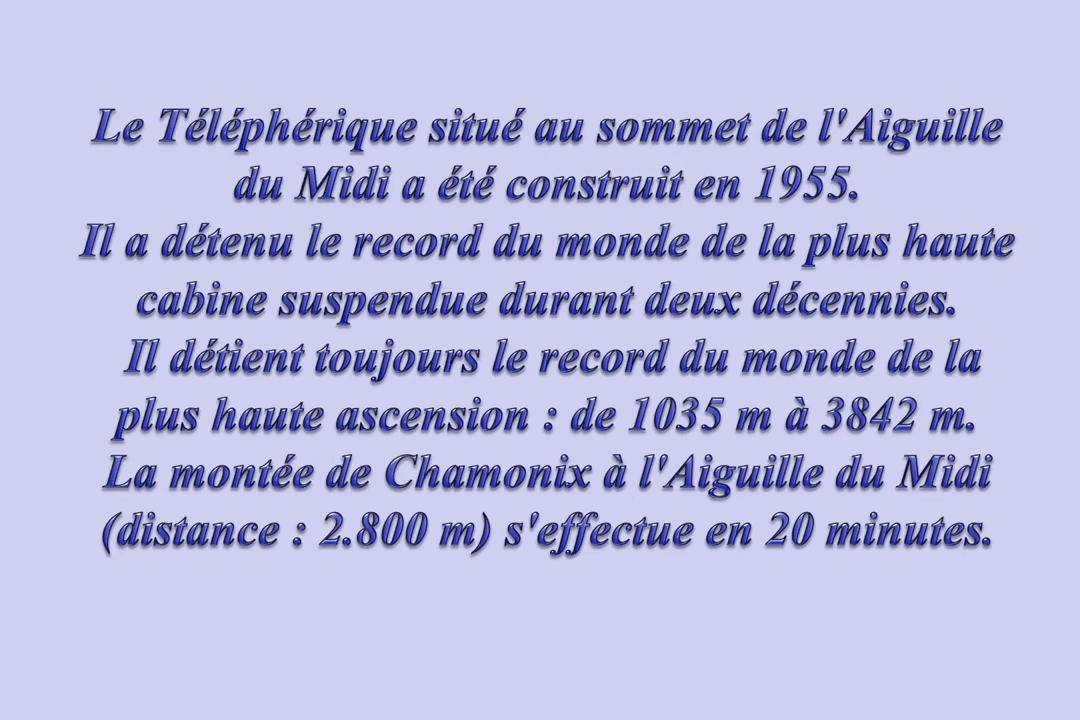 Le Téléphérique situé au sommet de l'Aiguille
du Midi a été construit en 1955.
Il a détenu le record du monde de la plus haute
cabine suspendue durant deux décennies.
Il détient toujours le record du monde de la
plus haute ascension : de 1035 m à 3842 m.
La montée de Chamonix à l'Aiguille du Midi
(distance : 2.800 m) s'effectue en 20 minutes.